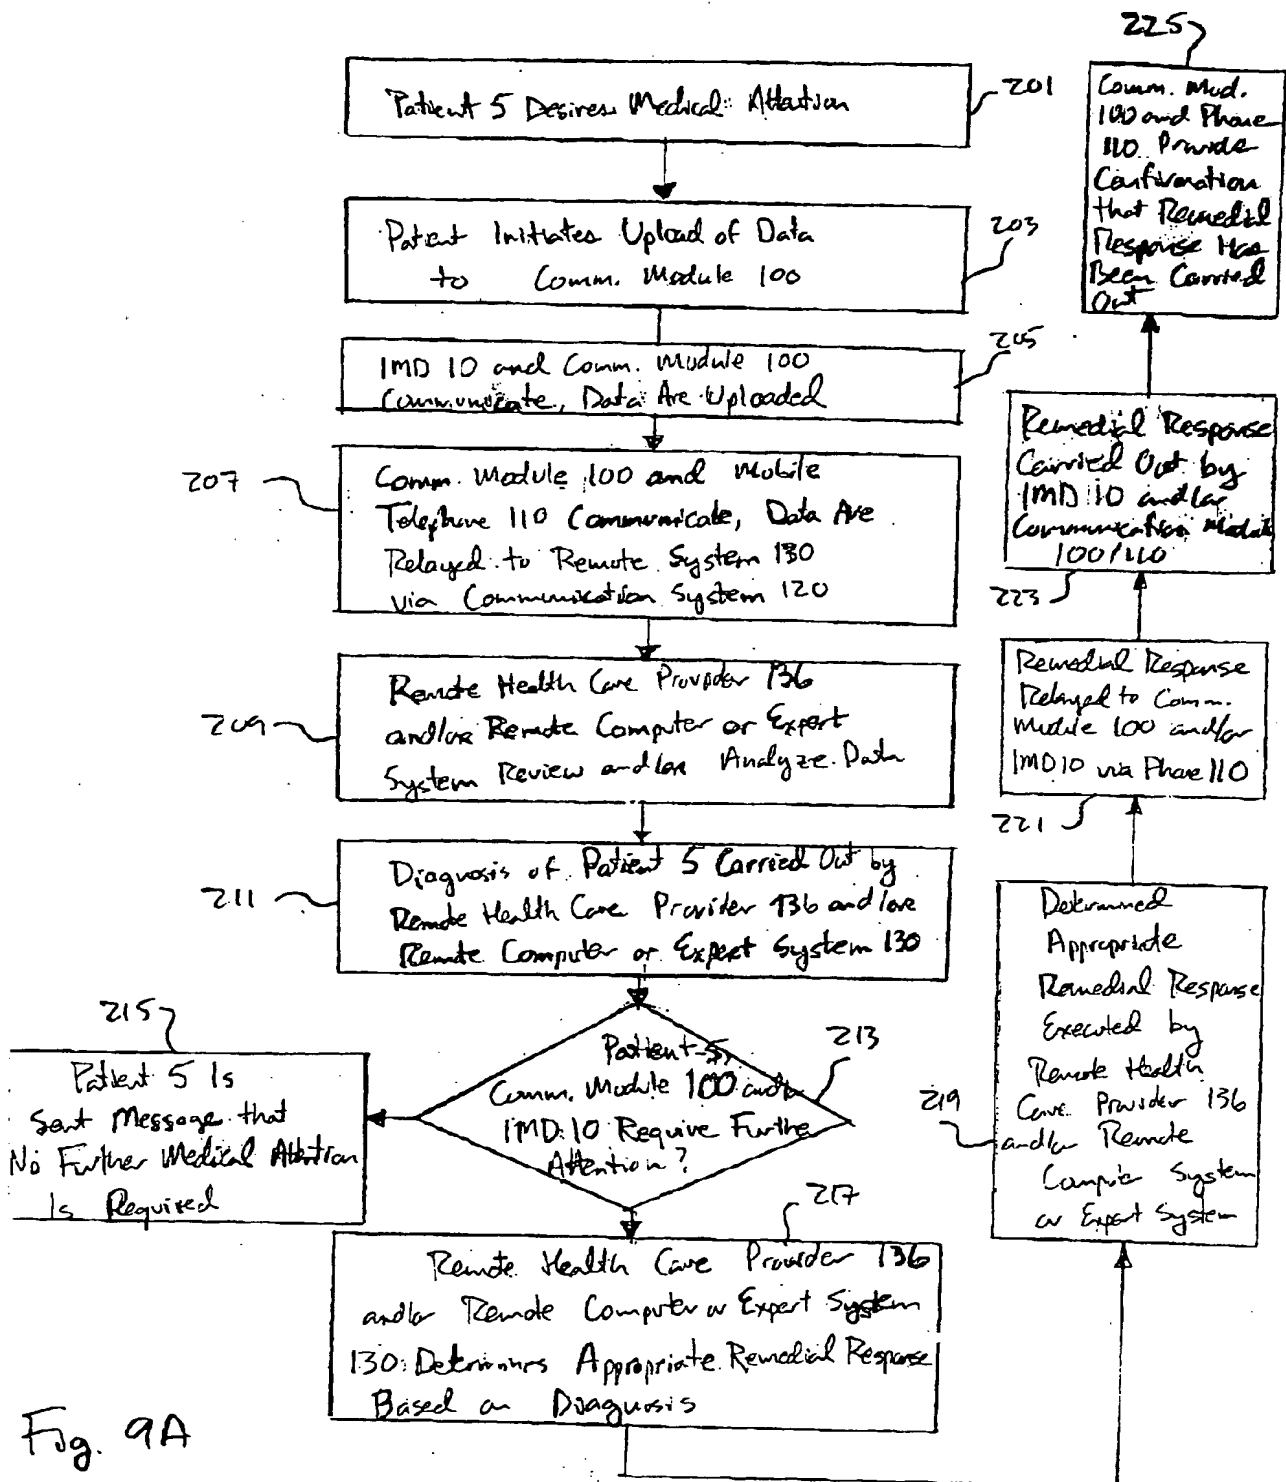 201
Patient 5 Desires Medical Attention
203
Patient Initiates Upload of Data
to Comm. Module 100
205
IMD 10 and Comm. Module 100
Communicate, Data Are Uploaded
207
Comm. Module 100 and Mobile
Telephone 110 Communicate, Data Are
Relayed to Remote System 130
via Communication System 120
209
Remote Health Care Provider 136
and/or Remote Computer or Expert
System Review and/or Analyze Data
211
Diagnosis of Patient 5 Carried Out by
Remote Health Care Provider 136 and/or
Remote Computer or Expert System 130
213
Patient 5,
Comm. Module 100 and/or
IMD 10 Require Further
Attention?
215
Patient 5 Is
Sent Message that
No Further Medical Attention
Is Required
217
Remote Health Care Provider 136
and/or Remote Computer or Expert System
130 Determines Appropriate Remedial Response
Based on Diagnosis
219
Determined
Appropriate
Remedial Response
Executed by
Remote Health
Care Provider 136
and/or Remote
Computer System
or Expert System
221
Remedial Response
Relayed to Comm.
Module 100 and/or
IMD 10 via Phone 110
223
Remedial Response
Carried Out by
IMD 10 and/or
Communication Module
100/110
225
Comm. Mod.
100 and Phone
110 Provide
Confirmation
that Remedial
Response Has
Been Carried
Out
Fig. 9A